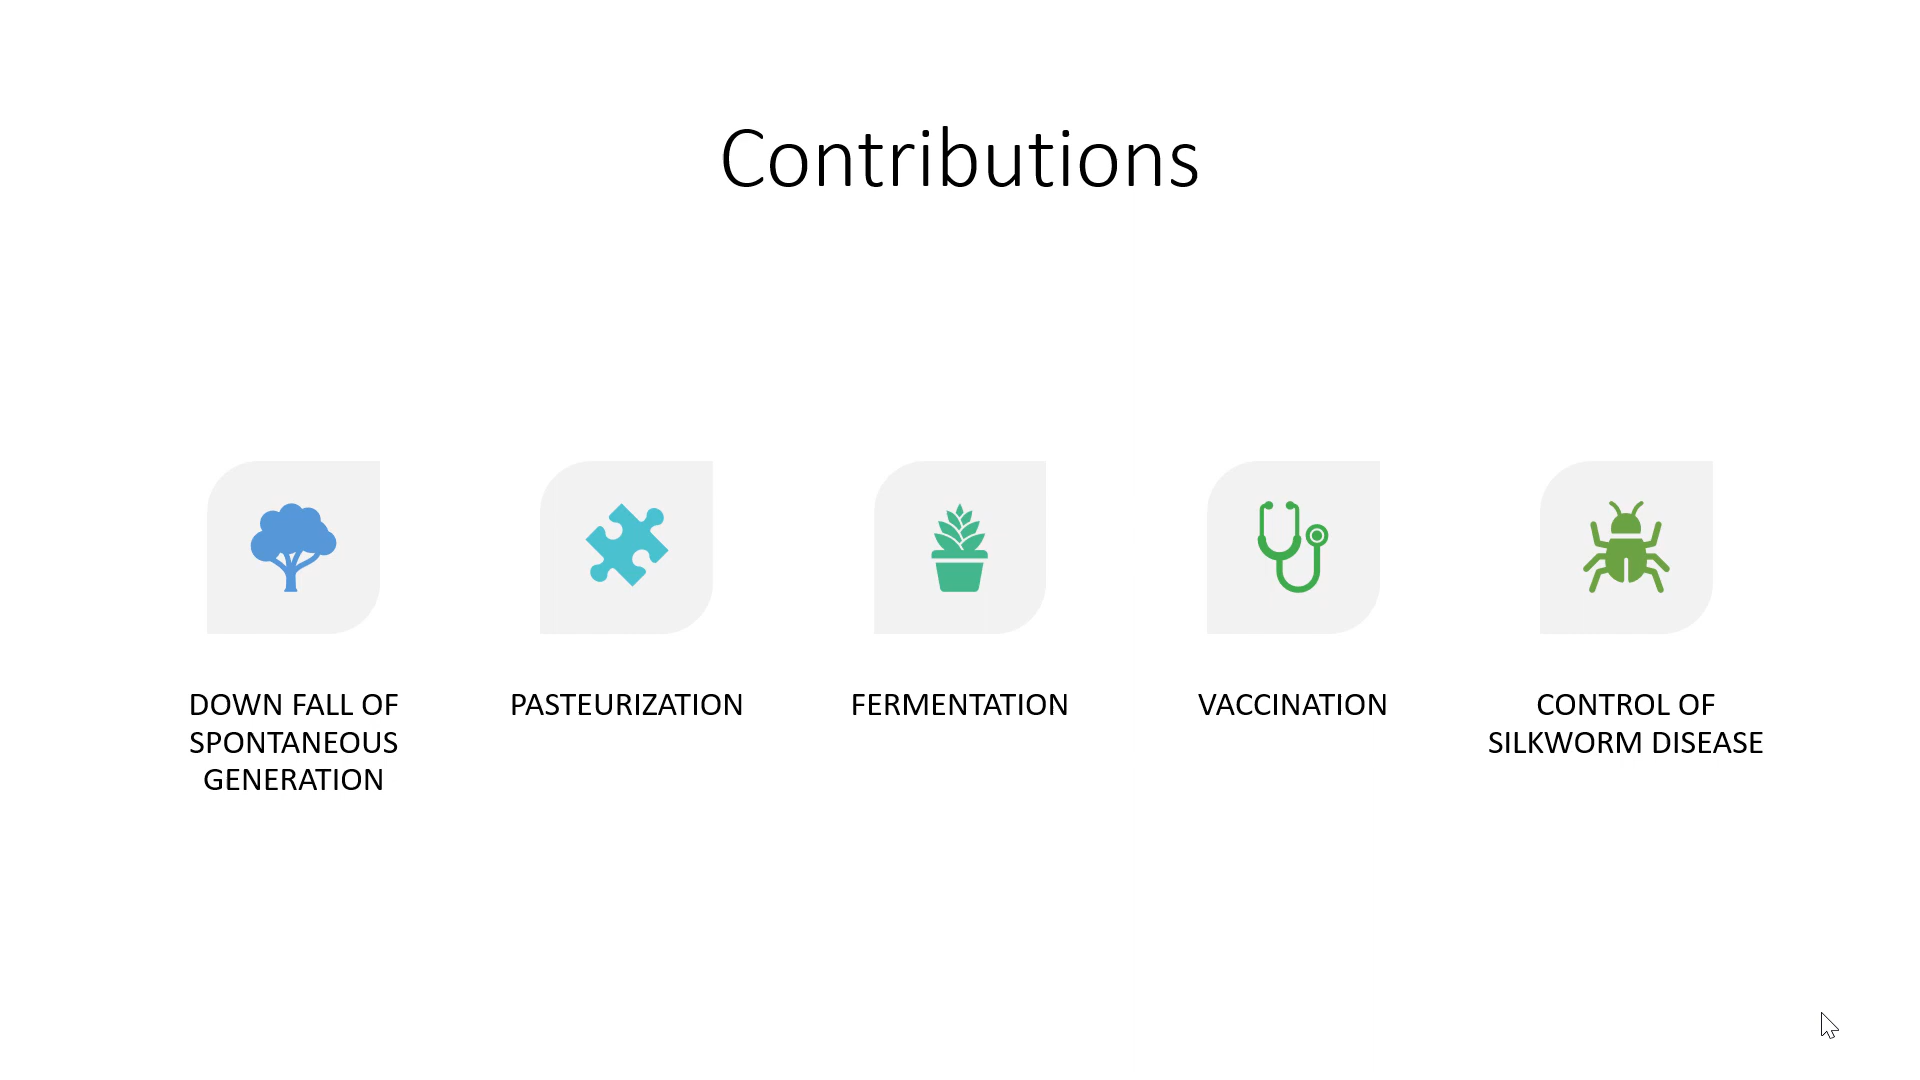 Contributions
DOWN FALL OF
SPONTANEOUS
GENERATION
PASTEURIZATION
FERMENTATION
VACCINATION
CONTROL OF
SILKWORM DISEASE